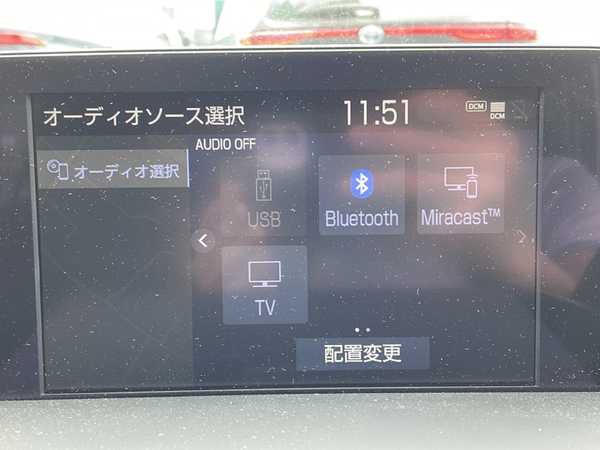 オーディオソース選択
11:51
DCM
DCM
AUDIO OFF
オーディオ選択
USB
Bluetooth
Miracast™
TV
配置変更